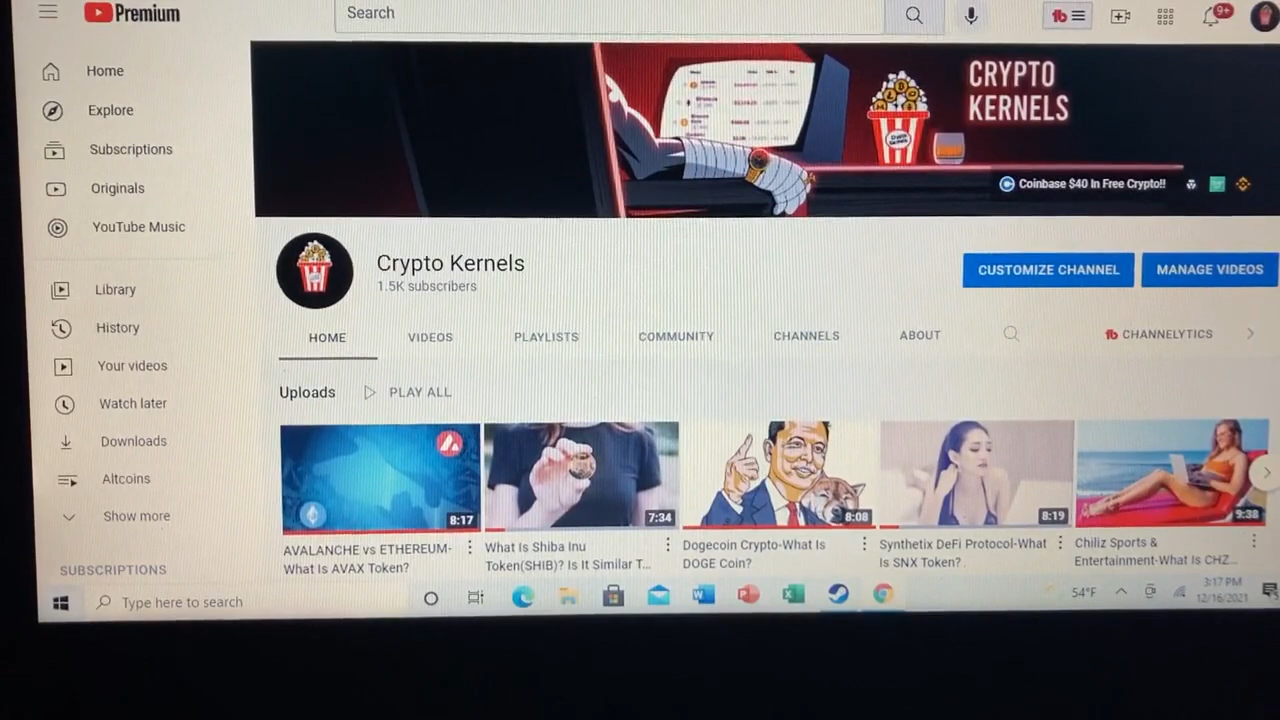 Premium
Search
9+
Home
Explore
Subscriptions
Originals
YouTube Music
Library
History
Your videos
Watch later
Downloads
Altcoins
Show more
SUBSCRIPTIONS
CRYPTO
KERNELS
Coinbase $40 In Free Crypto!!
Crypto Kernels
1.5K subscribers
CUSTOMIZE CHANNEL
MANAGE VIDEOS
HOME
VIDEOS
PLAYLISTS
COMMUNITY
CHANNELS
ABOUT
CHANNELYTICS
Uploads
PLAY ALL
8:17
AVALANCHE vs ETHEREUM-
What Is AVAX Token?
7:34
What Is Shiba Inu
Token(SHIB)? Is It Similar T...
8:08
Dogecoin Crypto-What Is
DOGE Coin?
8:19
Synthetix DeFi Protocol-What
Is SNX Token?
9:38
Chiliz Sports &
Entertainment-What Is CHZ...
Type here to search
54°F
3:17 PM
12/16/2021